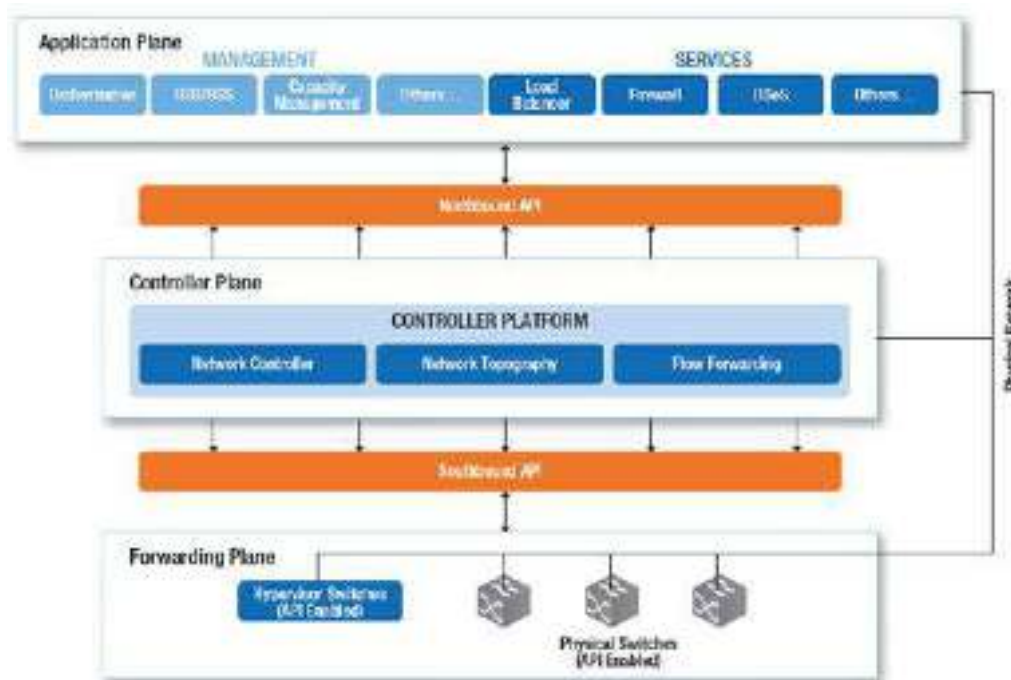 Application Plane
MANAGEMENT
SERVICES
Orchestration
Capacity
Management
Others...
Load
Balancer
Firewall
Others
Northbound API
Controller Plane
CONTROLLER PLATFORM
Network Controller
Network Topography
Flow Forwarding
Southbound API
Forwarding Plane
Hypervisor Switches
(API Enabled)
Physical Switches
(API Enabled)